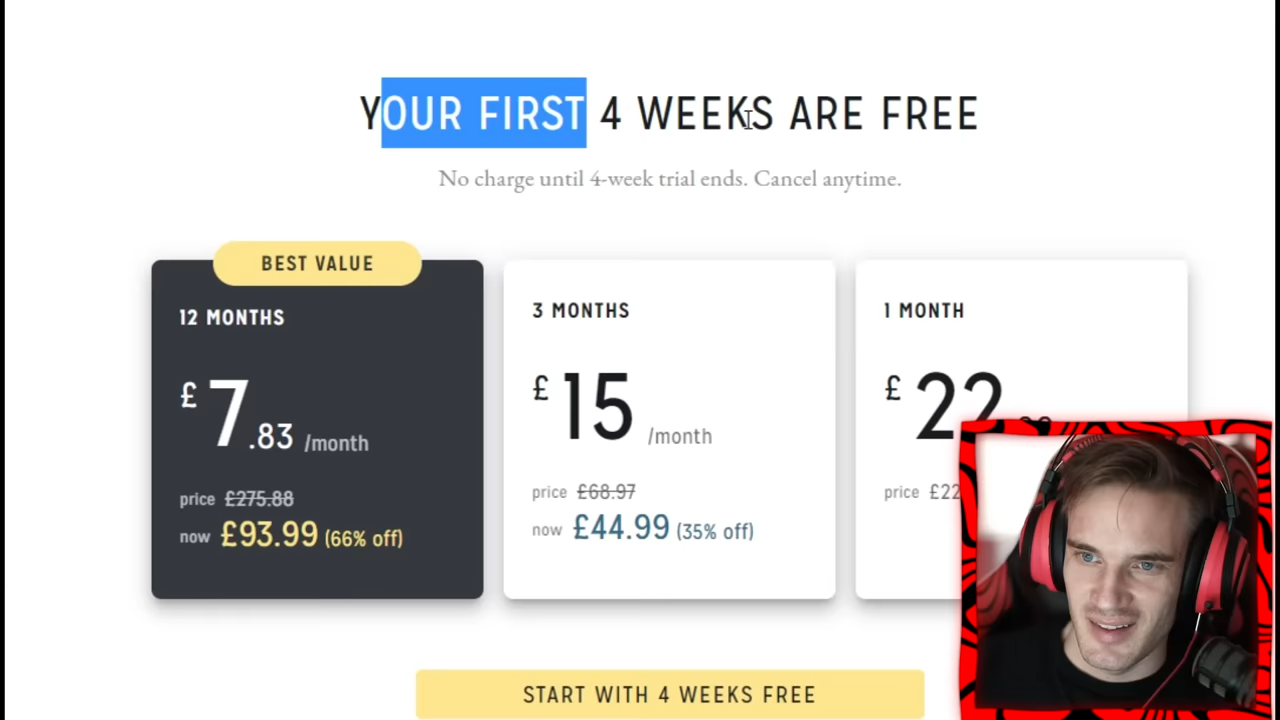 YOUR FIRST 4 WEEKS ARE FREE
No charge until 4-week trial ends. Cancel anytime.
BEST VALUE
12 MONTHS
£7.83 /month
price £275.88
now £93.99 (66% off)
3 MONTHS
£15 /month
price £68.97
now £44.99 (35% off)
1 MONTH
£22
price £22
START WITH 4 WEEKS FREE